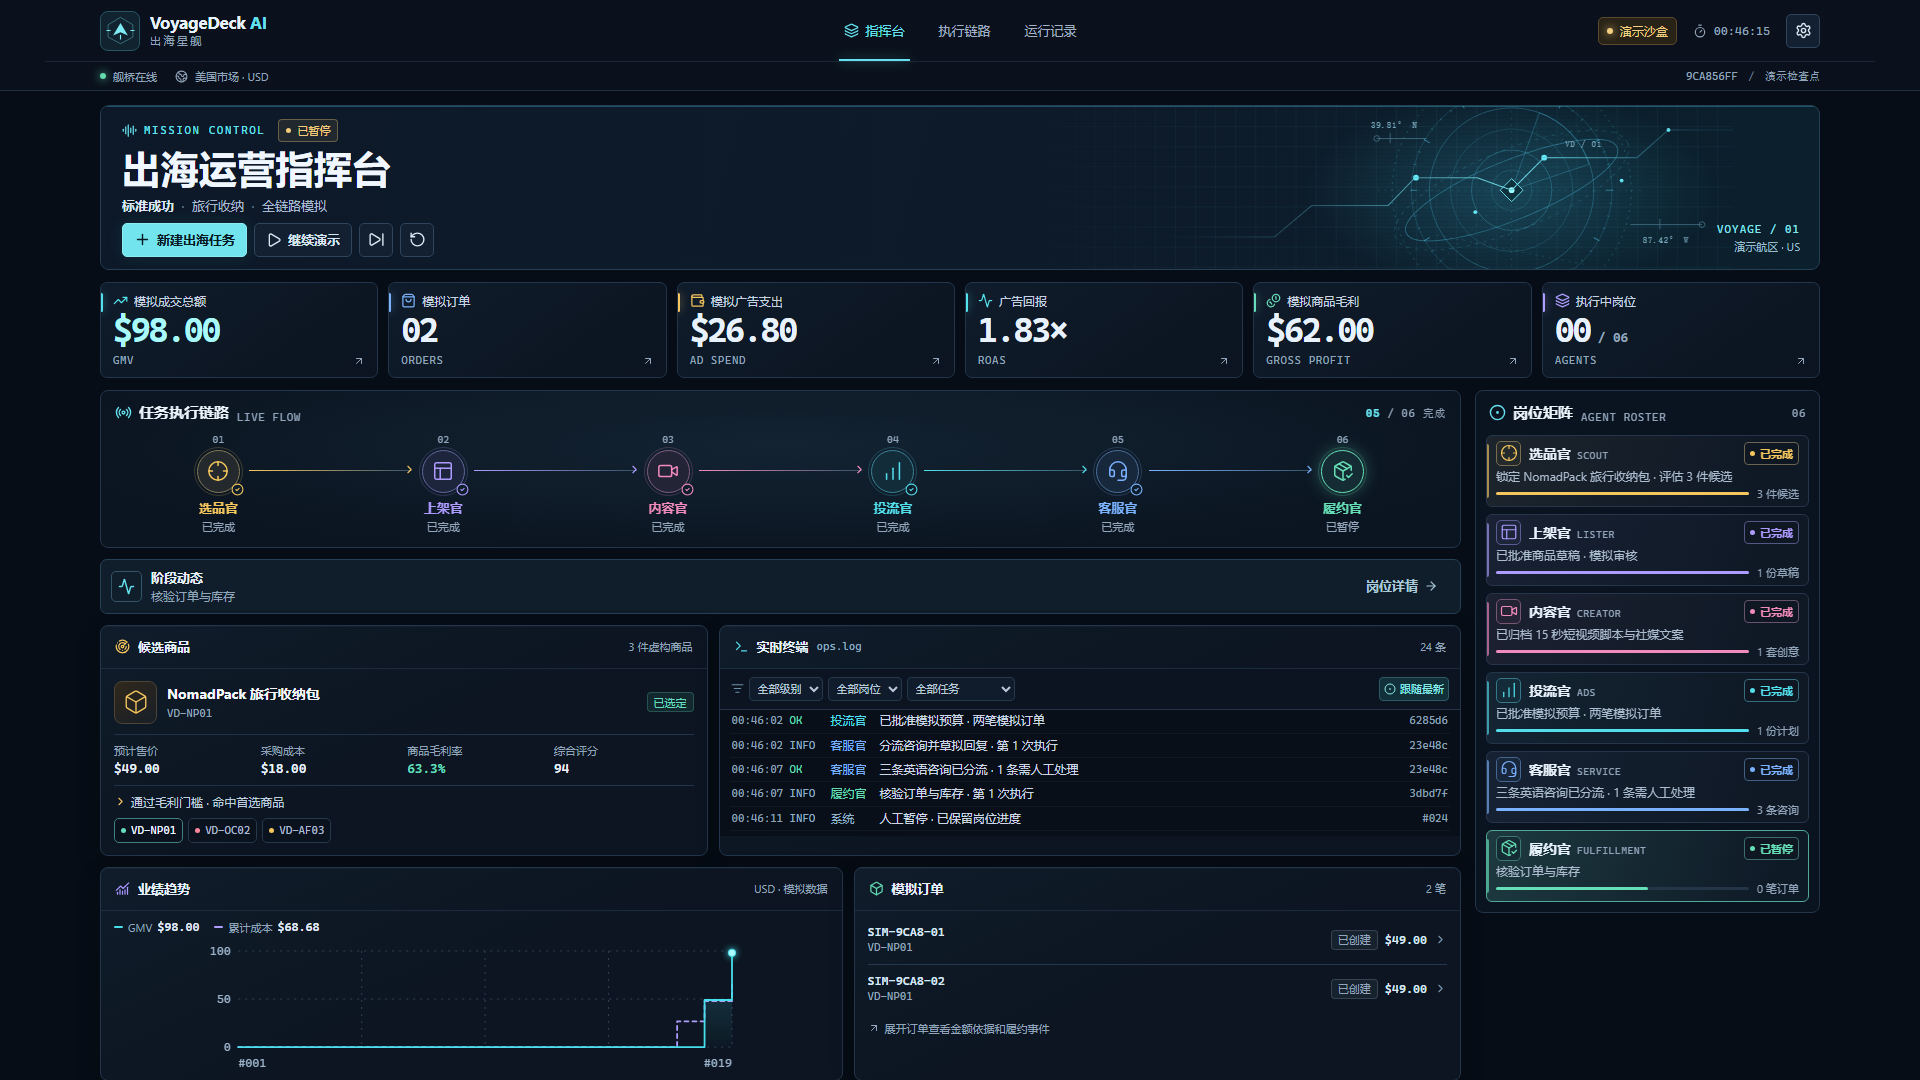 VoyageDeck AI
出海星舰
指挥台
执行链路
运行记录
演示沙盒
00:46:15
舰桥在线
美国市场 · USD
9CA856FF / 演示检查点
MISSION CONTROL
已暂停
出海运营指挥台
标准成功 · 旅行收纳 · 全链路模拟
新建出海任务
继续演示
39.81° N
VD / 01
87.42° W
VOYAGE / 01
演示航区 · US
模拟成交总额
$98.00
GMV
模拟订单
02
ORDERS
模拟广告支出
$26.80
AD SPEND
广告回报
1.83×
ROAS
模拟商品毛利
$62.00
GROSS PROFIT
执行中岗位
00 / 06
AGENTS
任务执行链路 LIVE FLOW
05 / 06 完成
01
选品官
已完成
02
上架官
已完成
03
内容官
已完成
04
投流官
已完成
05
客服官
已完成
06
履约官
已暂停
阶段动态
核验订单与库存
岗位详情
候选商品
3 件虚构商品
NomadPack 旅行收纳包
VD-NP01
已选定
预计售价
$49.00
采购成本
$18.00
商品毛利率
63.3%
综合评分
94
通过毛利门槛 · 命中首选商品
VD-NP01
VD-OC02
VD-AF03
实时终端 ops.log
24 条
全部级别
全部岗位
全部任务
跟随最新
00:46:02 OK 投流官 已批准模拟预算 · 两笔模拟订单 6285d6
00:46:02 INFO 客服官 分流咨询并草拟回复 · 第 1 次执行 23e48c
00:46:07 OK 客服官 三条英语咨询已分流 · 1 条需人工处理 23e48c
00:46:07 INFO 履约官 核验订单与库存 · 第 1 次执行 3dbd7f
00:46:11 INFO 系统 人工暂停 · 已保留岗位进度 #024
业绩趋势
USD · 模拟数据
GMV $98.00
累计成本 $68.68
100
50
0
#001
#019
模拟订单
2 笔
SIM-9CA8-01
VD-NP01
已创建
$49.00
SIM-9CA8-02
VD-NP01
已创建
$49.00
展开订单查看金额依据和履约事件
岗位矩阵 AGENT ROSTER
06
选品官 SCOUT
已完成
锁定 NomadPack 旅行收纳包 · 评估 3 件候选
3 件候选
上架官 LISTER
已完成
已批准商品草稿 · 模拟审核
1 份草稿
内容官 CREATOR
已完成
已归档 15 秒短视频脚本与社媒文案
1 套创意
投流官 ADS
已完成
已批准模拟预算 · 两笔模拟订单
1 份计划
客服官 SERVICE
已完成
三条英语咨询已分流 · 1 条需人工处理
3 条咨询
履约官 FULFILLMENT
已暂停
核验订单与库存
0 笔订单